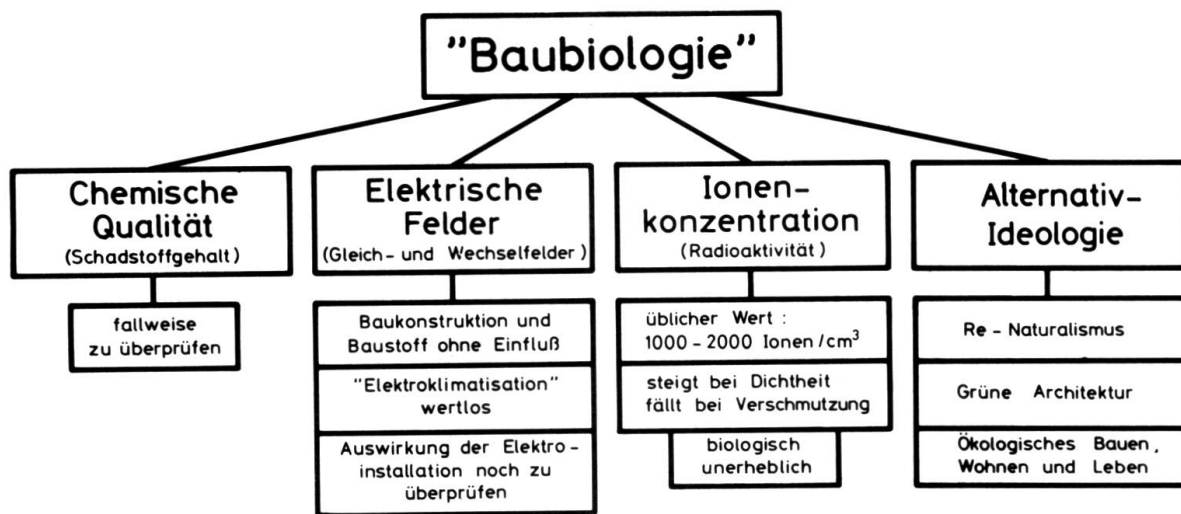 "Baubiologie"
Chemische
Qualität
(Schadstoffgehalt)
fallweise
zu überprüfen
Elektrische
Felder
(Gleich- und Wechselfelder)
Baukonstruktion und
Baustoff ohne Einfluß
"Elektroklimatisation"
wertlos
Auswirkung der Elektro-
installation noch zu
überprüfen
Ionen-
konzentration
(Radioaktivität)
üblicher Wert :
1000 - 2000 Ionen/cm³
steigt bei Dichtheit
fällt bei Verschmutzung
biologisch
unerheblich
Alternativ-
Ideologie
Re - Naturalismus
Grüne Architektur
Ökologisches Bauen,
Wohnen und Leben